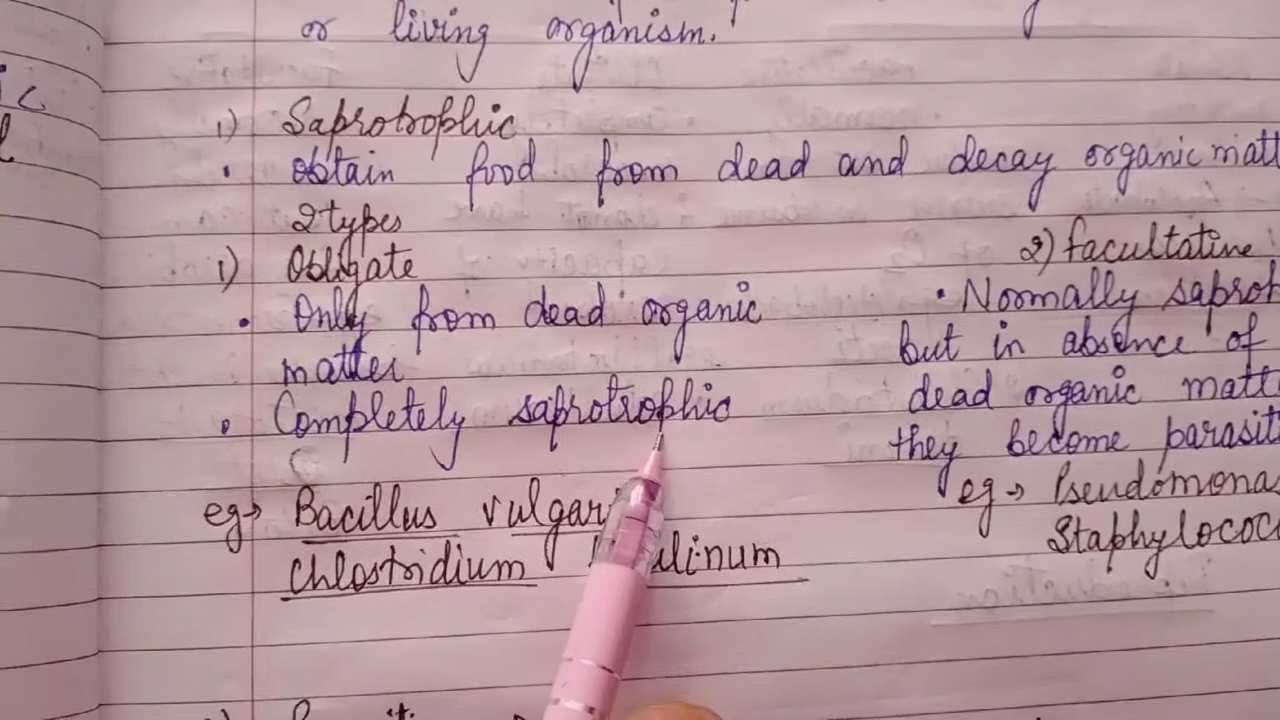 or living organism.
ic
l
1) Saprotrophic
• obtain food from dead and decay organic matt
2 types
1) Obligate
• Only from dead organic
matter
• Completely saprotrophic
eg→ Bacillus vulgari
Chlostridium ulinum
2) facultative
• Normally saprot
but in absence of
dead organic matt
they become parasit
eg → Pseudomona
Staphylococ